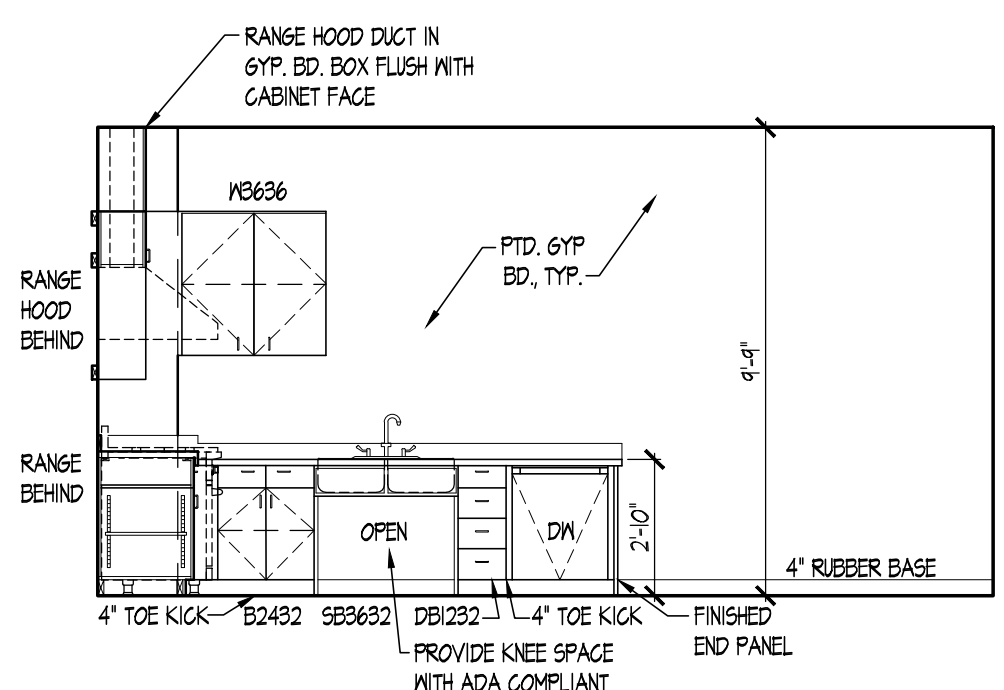 RANGE HOOD DUCT IN
GYP. BD. BOX FLUSH WITH
CABINET FACE
W3636
PTD. GYP
BD., TYP.
RANGE
HOOD
BEHIND
9'-9"
RANGE
BEHIND
OPEN
DW
2'-10"
4" RUBBER BASE
4" TOE KICK
B2432
SB3632
DB1232
4" TOE KICK
FINISHED
END PANEL
PROVIDE KNEE SPACE
WITH ADA COMPLIANT